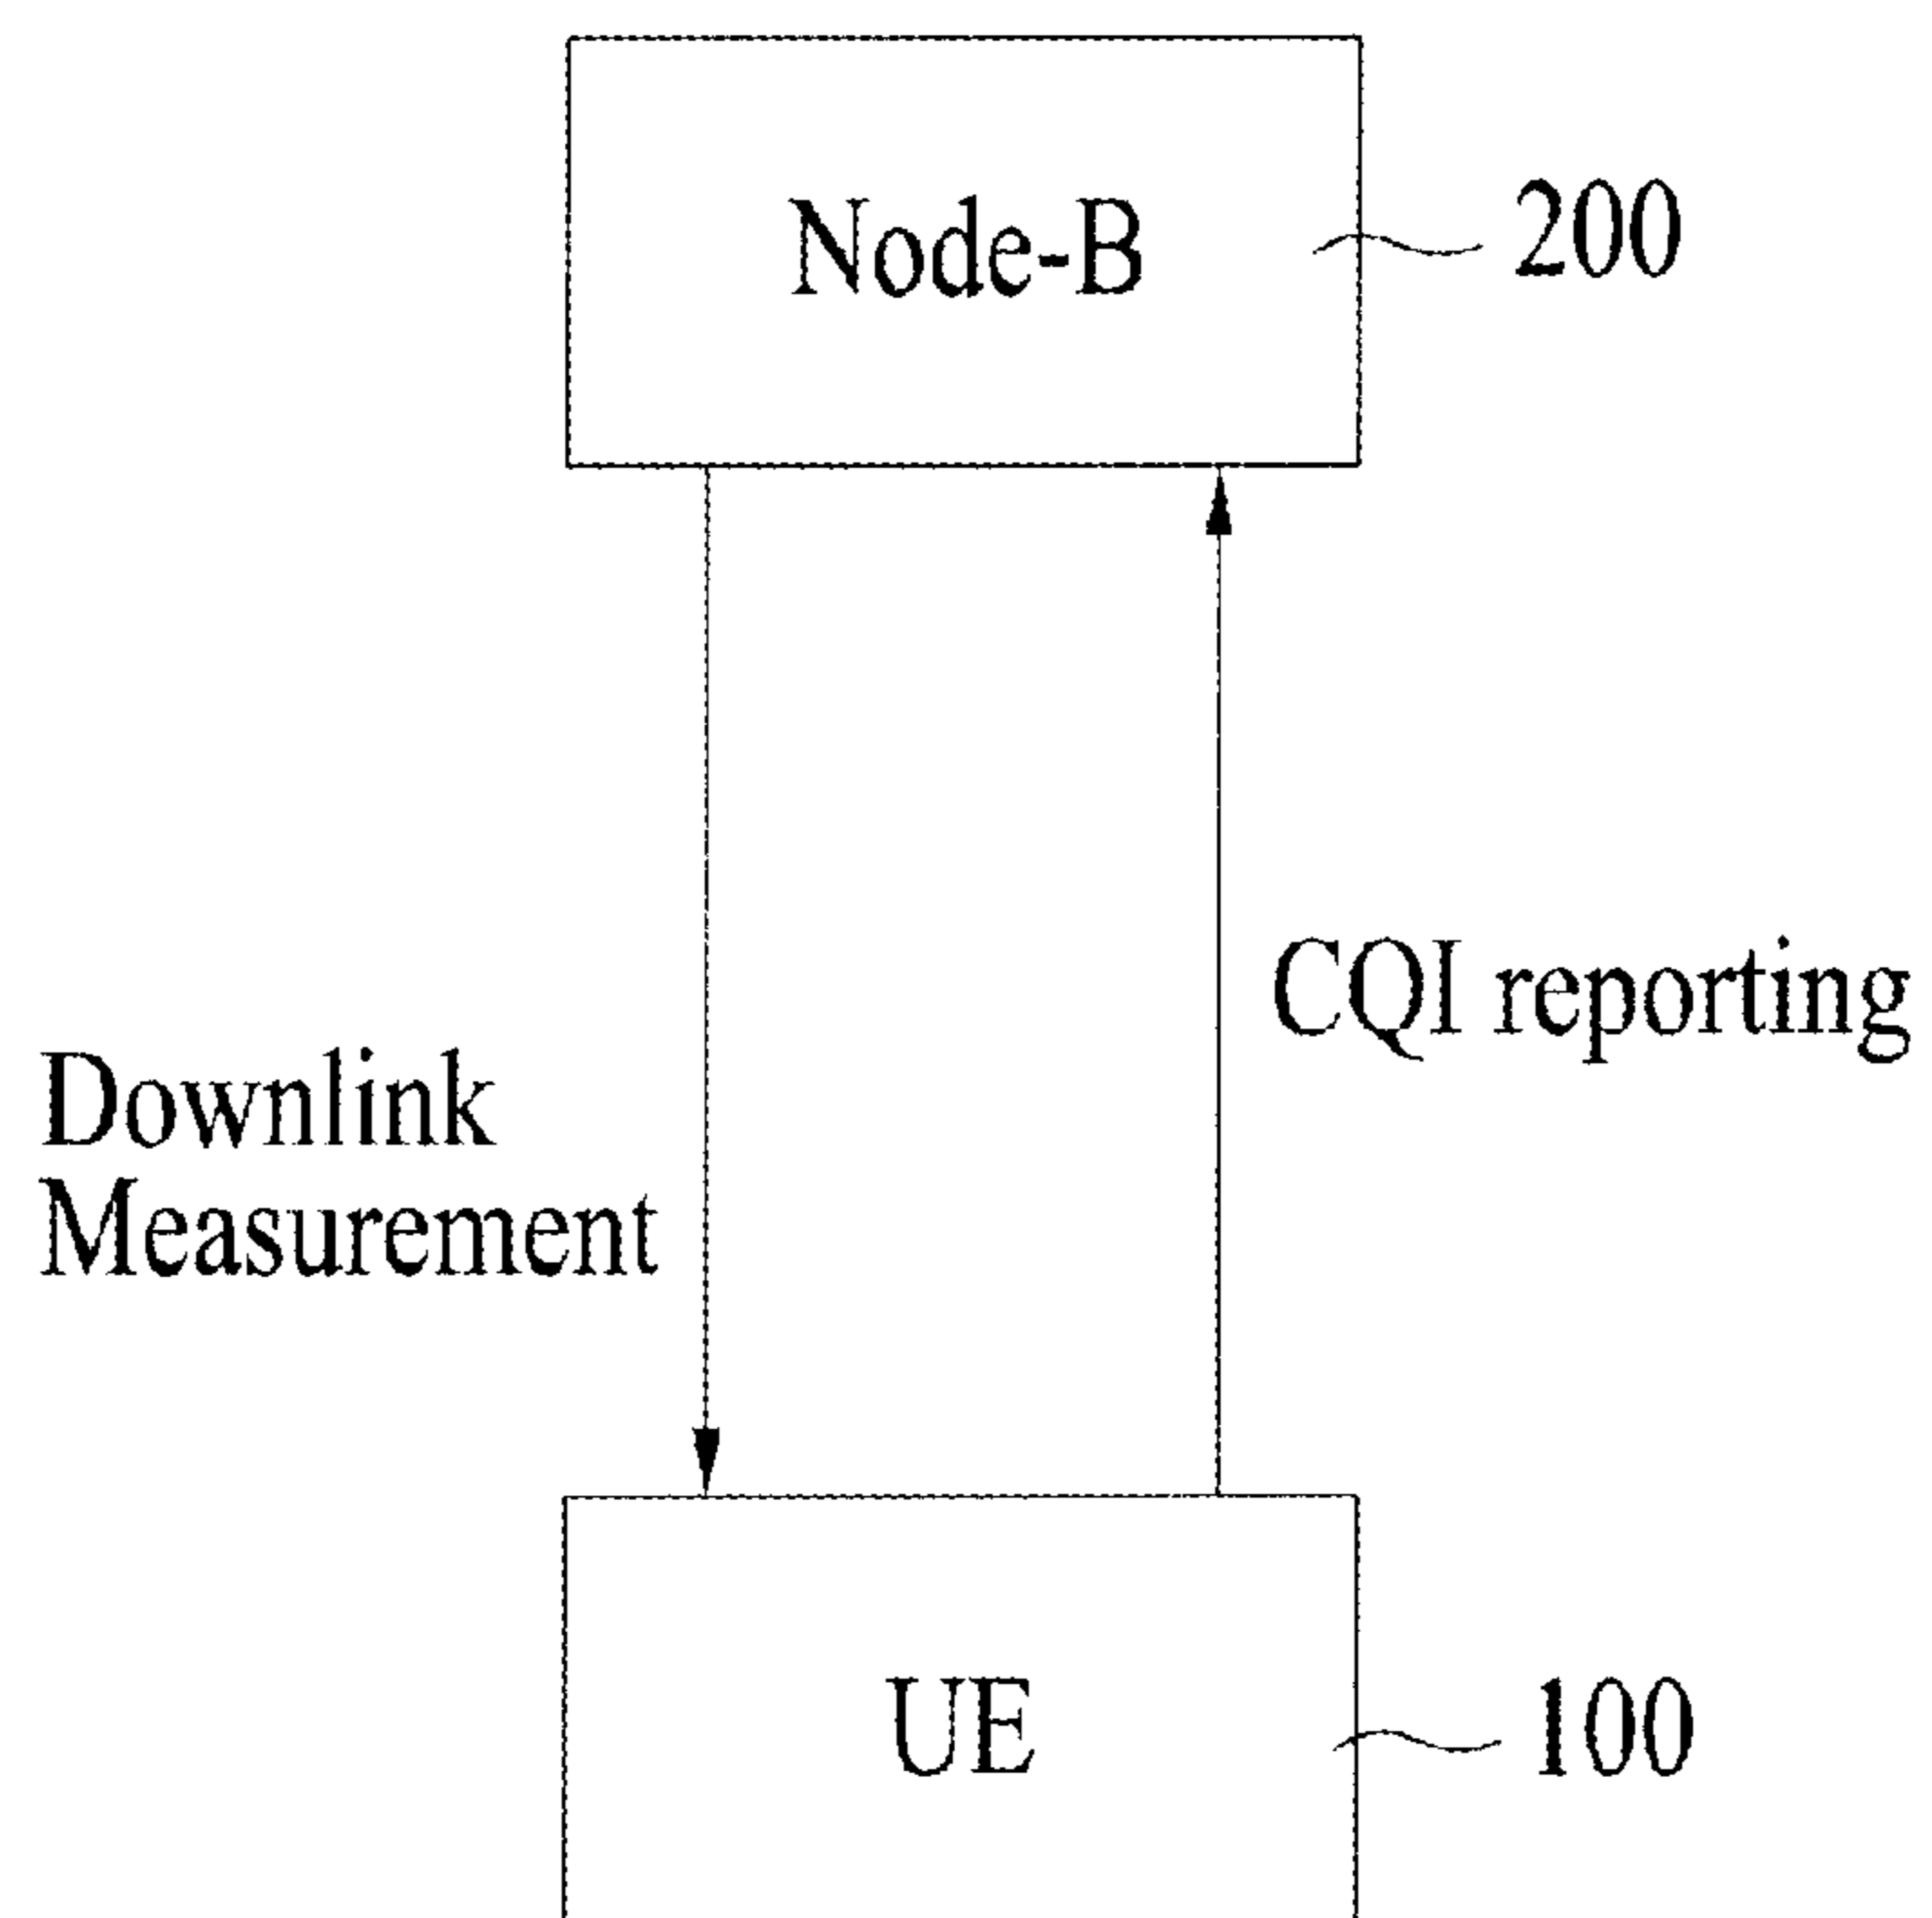 Node-B
200
CQI reporting
Downlink
Measurement
UE
100